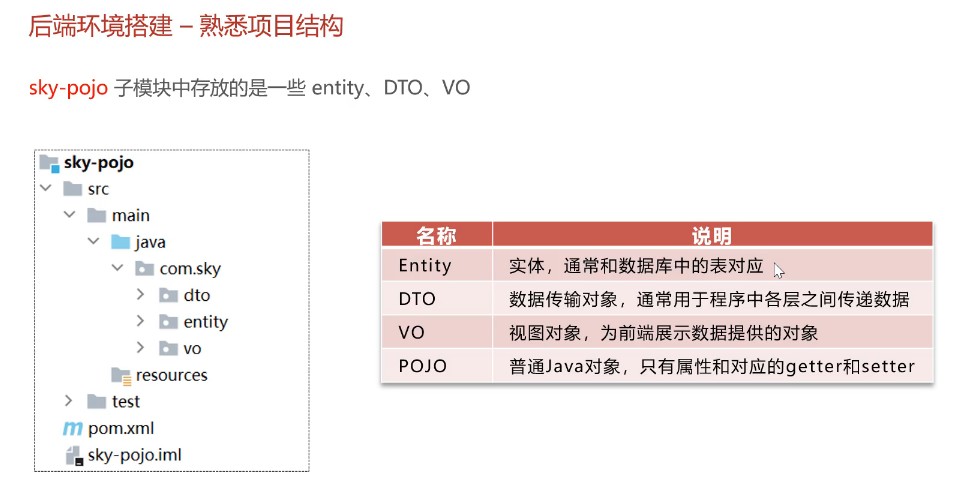 后端环境搭建 – 熟悉项目结构
sky-pojo 子模块中存放的是一些 entity、DTO、VO
sky-pojo
src
main
java
com.sky
dto
entity
vo
resources
test
pom.xml
sky-pojo.iml
名称 说明
Entity 实体，通常和数据库中的表对应
DTO 数据传输对象，通常用于程序中各层之间传递数据
VO 视图对象，为前端展示数据提供的对象
POJO 普通Java对象，只有属性和对应的getter和setter